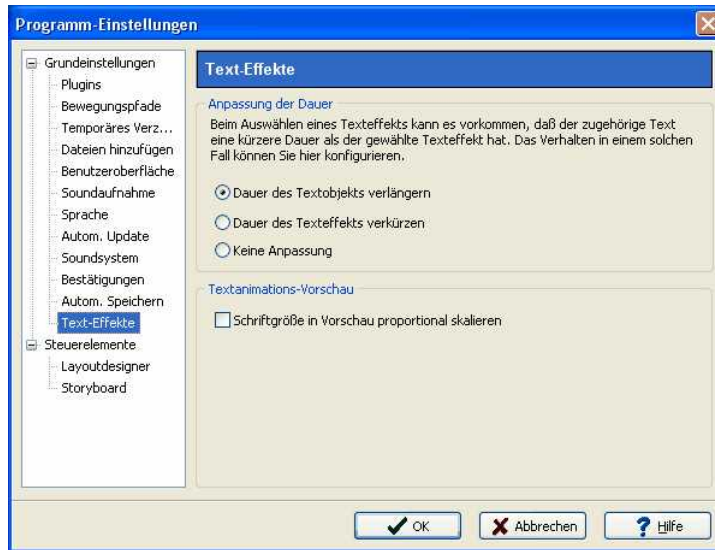 Programm-Einstellungen
Grundeinstellungen
Plugins
Bewegungspfade
Temporäres Verz...
Dateien hinzufügen
Benutzeroberfläche
Soundaufnahme
Sprache
Autom. Update
Soundsystem
Bestätigungen
Autom. Speichern
Text-Effekte
Steuerelemente
Layoutdesigner
Storyboard
Text-Effekte
Anpassung der Dauer
Beim Auswählen eines Texteffekts kann es vorkommen, daß der zugehörige Text
eine kürzere Dauer als der gewählte Texteffekt hat. Das Verhalten in einem solchen
Fall können Sie hier konfigurieren.
Dauer des Textobjekts verlängern
Dauer des Texteffekts verkürzen
Keine Anpassung
Textanimations-Vorschau
Schriftgröße in Vorschau proportional skalieren
OK
Abbrechen
Hilfe